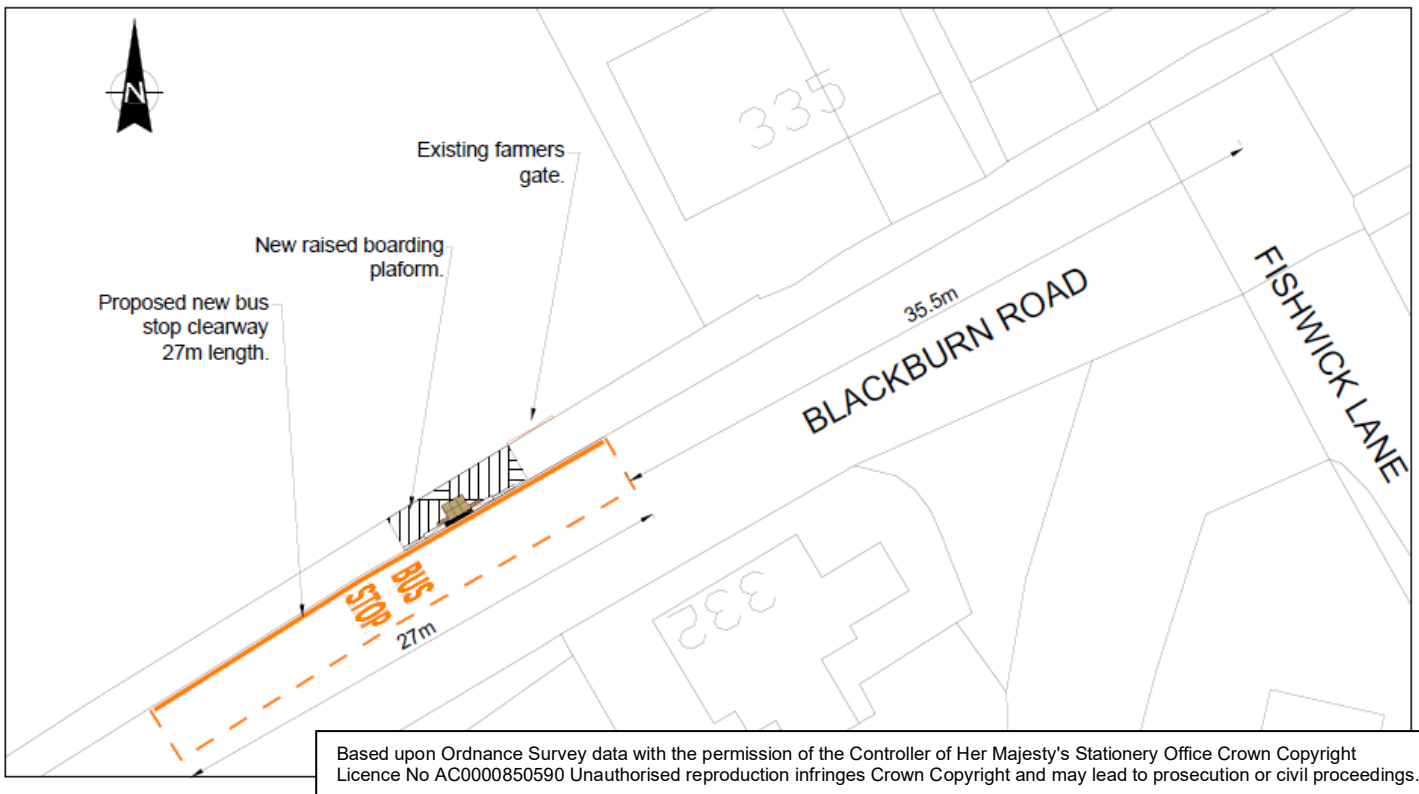 N
335
Existing farmers
gate.
New raised boarding
plaform.
Proposed new bus
stop clearway
27m length.
35.5m
BLACKBURN ROAD
FISHWICK LANE
BUS
STOP
27m
332
Based upon Ordnance Survey data with the permission of the Controller of Her Majesty's Stationery Office Crown Copyright
Licence No AC0000850590 Unauthorised reproduction infringes Crown Copyright and may lead to prosecution or civil proceedings.